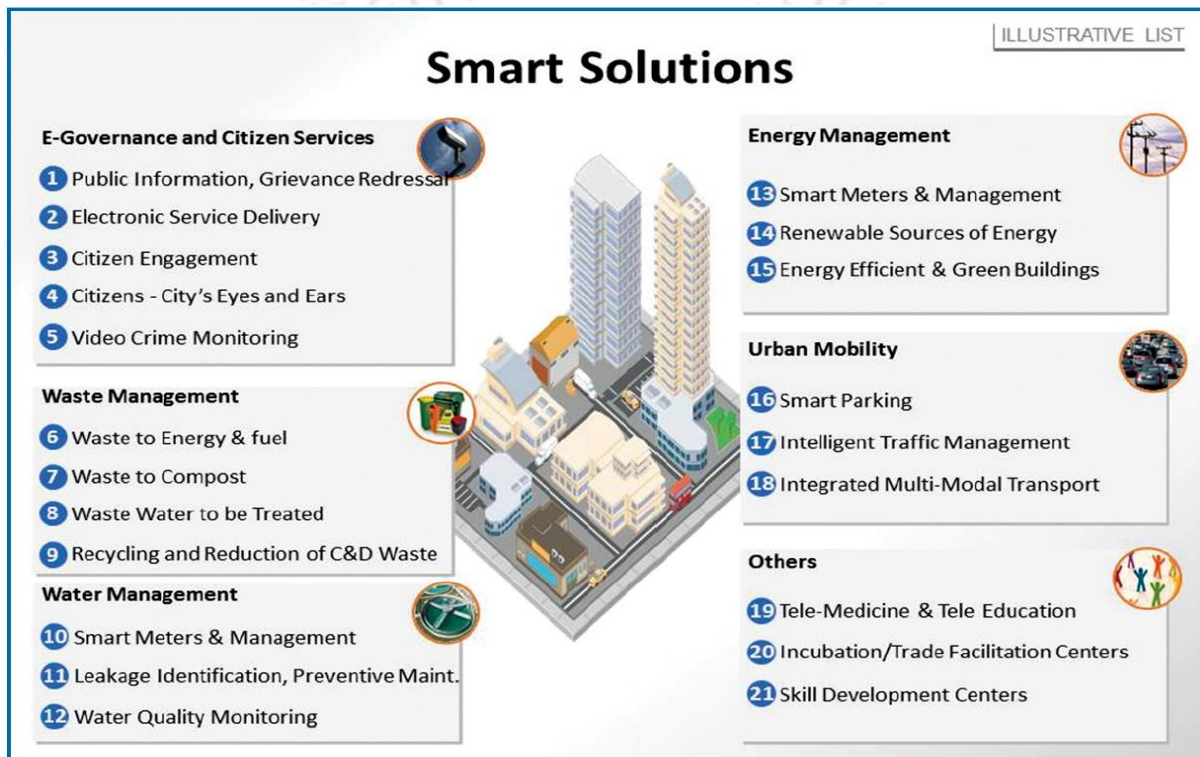 ILLUSTRATIVE LIST
Smart Solutions
E-Governance and Citizen Services
1 Public Information, Grievance Redressal
2 Electronic Service Delivery
3 Citizen Engagement
4 Citizens - City's Eyes and Ears
5 Video Crime Monitoring
Waste Management
6 Waste to Energy & fuel
7 Waste to Compost
8 Waste Water to be Treated
9 Recycling and Reduction of C&D Waste
Water Management
10 Smart Meters & Management
11 Leakage Identification, Preventive Maint.
12 Water Quality Monitoring
Energy Management
13 Smart Meters & Management
14 Renewable Sources of Energy
15 Energy Efficient & Green Buildings
Urban Mobility
16 Smart Parking
17 Intelligent Traffic Management
18 Integrated Multi-Modal Transport
Others
19 Tele-Medicine & Tele Education
20 Incubation/Trade Facilitation Centers
21 Skill Development Centers